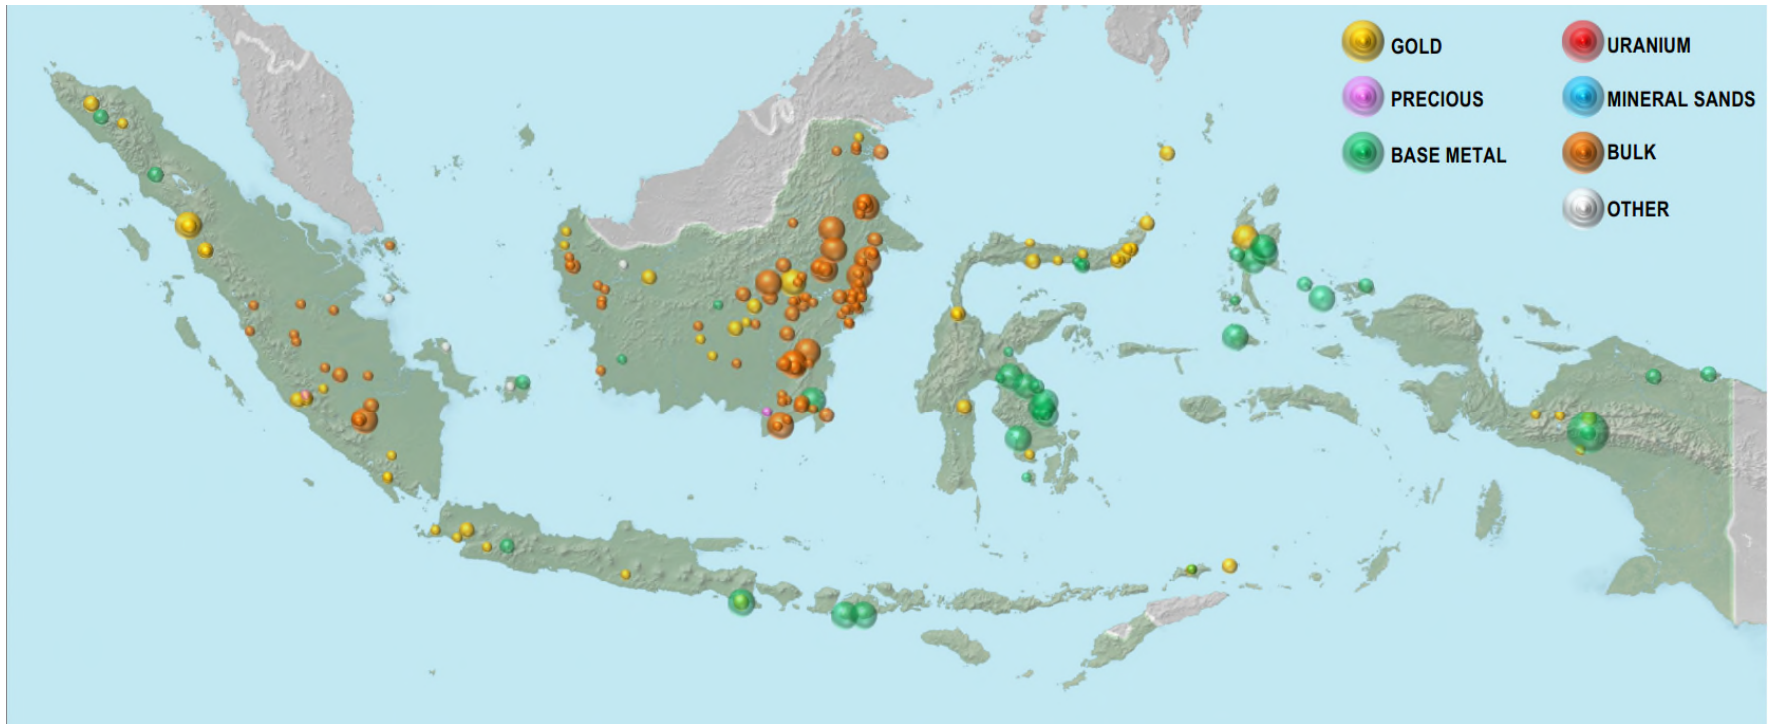 GOLD
PRECIOUS
BASE METAL
URANIUM
MINERAL SANDS
BULK
OTHER